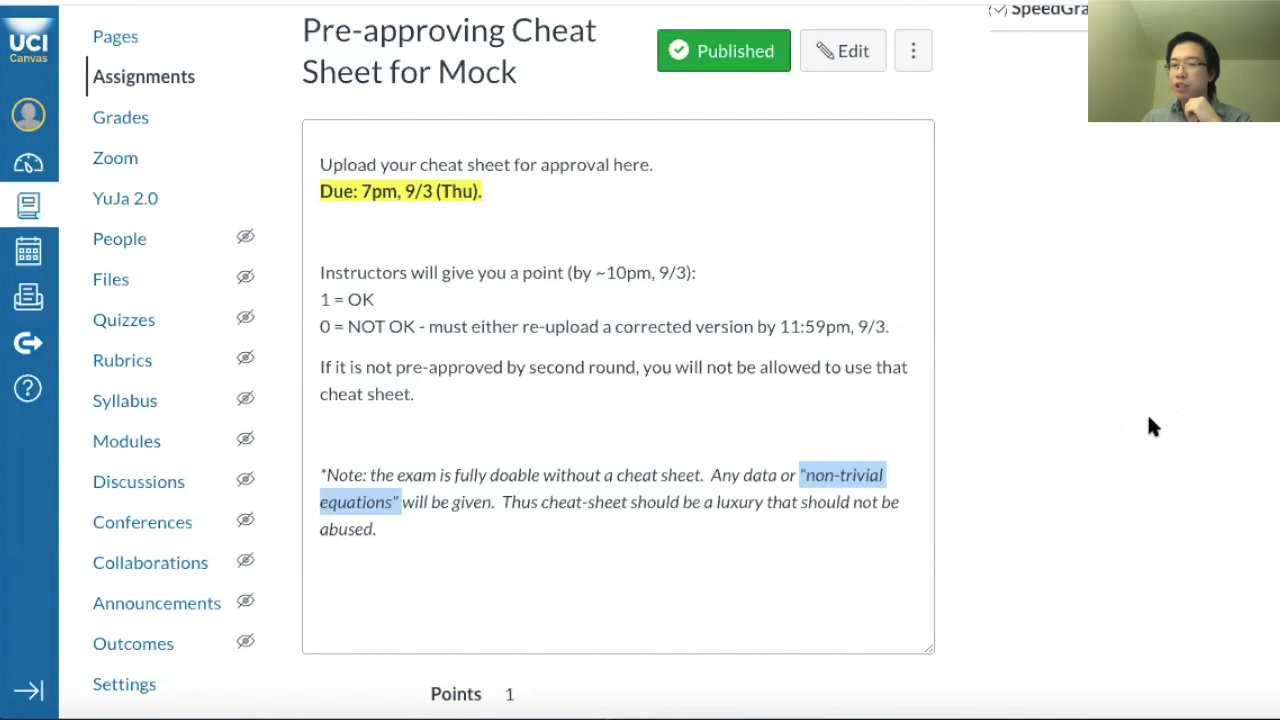 UCI
Canvas
Pages
Assignments
Grades
Zoom
YuJa 2.0
People
Files
Quizzes
Rubrics
Syllabus
Modules
Discussions
Conferences
Collaborations
Announcements
Outcomes
Settings
Pre-approving Cheat
Sheet for Mock
Published
Edit
Upload your cheat sheet for approval here.
Due: 7pm, 9/3 (Thu).
Instructors will give you a point (by ~10pm, 9/3):
1 = OK
0 = NOT OK - must either re-upload a corrected version by 11:59pm, 9/3.
If it is not pre-approved by second round, you will not be allowed to use that
cheat sheet.
*Note: the exam is fully doable without a cheat sheet. Any data or "non-trivial
equations" will be given. Thus cheat-sheet should be a luxury that should not be
abused.
Points 1
SpeedGra